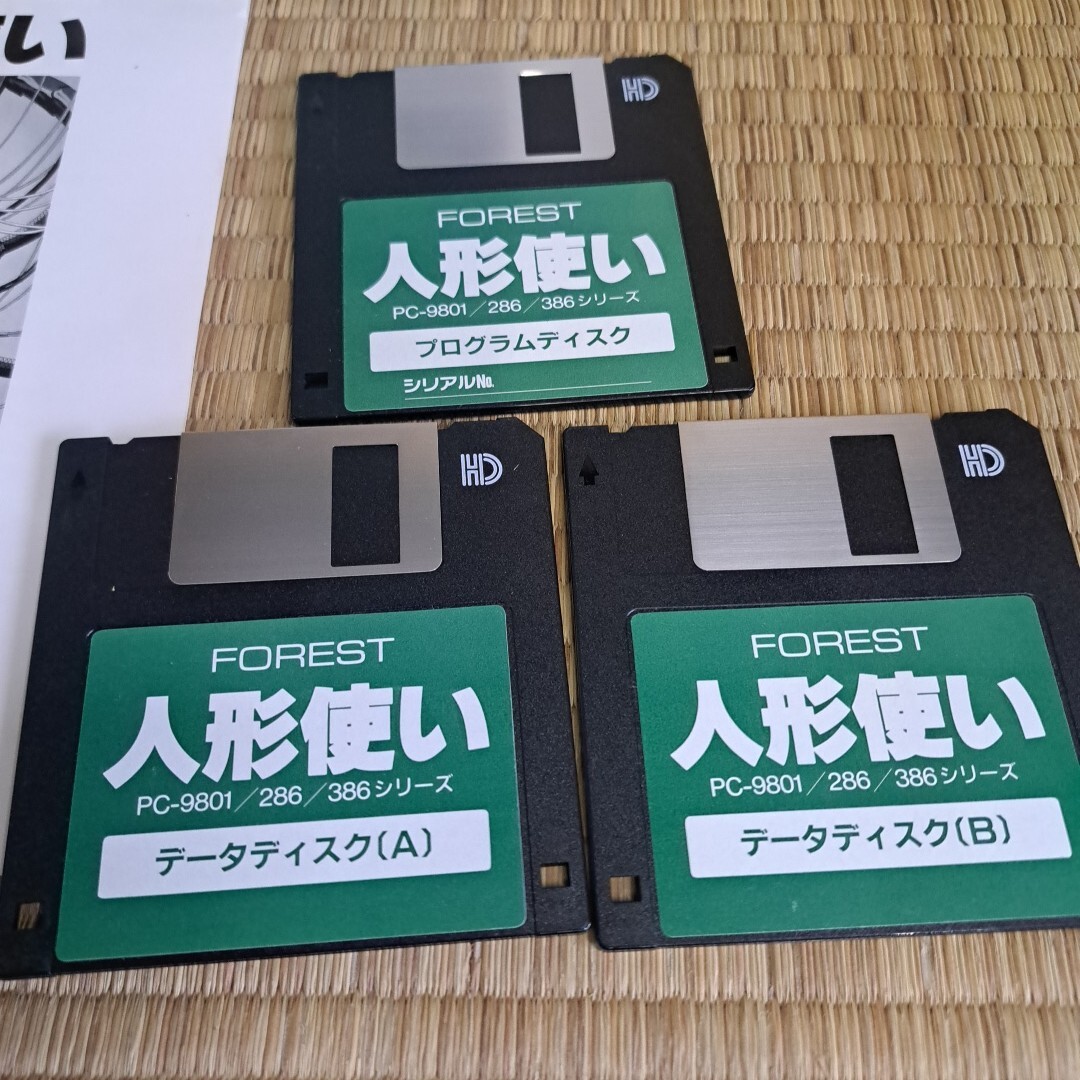 い
HD
FOREST
人形使い
PC-9801/286/386シリーズ
プログラムディスク
シリアルNo.
HD
FOREST
人形使い
PC-9801/286/386シリーズ
データディスク(A)
HD
FOREST
人形使い
PC-9801/286/386シリーズ
データディスク(B)